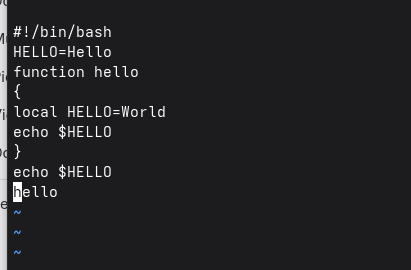 #!/bin/bash
HELLO=Hello
function hello
{
local HELLO=World
echo $HELLO
}
echo $HELLO
hello
~
~
~